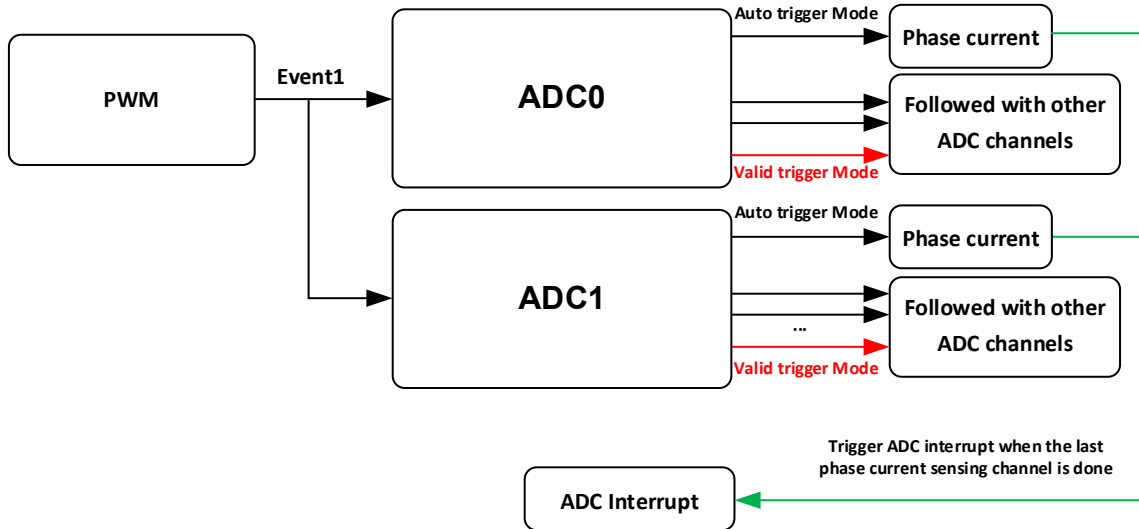 Auto trigger Mode
Phase current
PWM
Event1
ADC0
Followed with other
ADC channels
Valid trigger Mode
Auto trigger Mode
Phase current
ADC1
Followed with other
ADC channels
...
Valid trigger Mode
Trigger ADC interrupt when the last
phase current sensing channel is done
ADC Interrupt